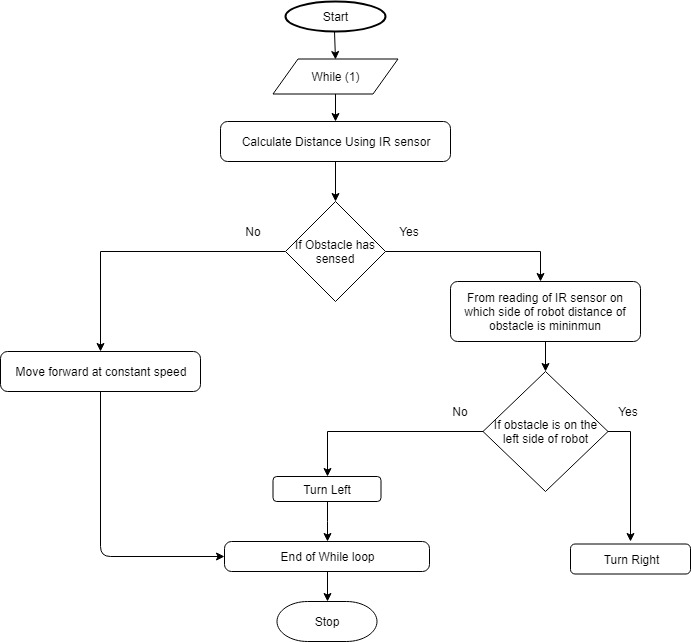 Start
While (1)
Calculate Distance Using IR sensor
No
Yes
If Obstacle has
sensed
From reading of IR sensor on
which side of robot distance of
obstacle is mininmun
Move forward at constant speed
No
Yes
If obstacle is on the
left side of robot
Turn Left
End of While loop
Turn Right
Stop